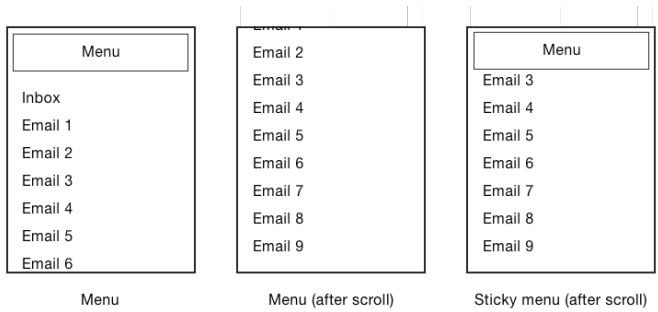 Menu
Inbox
Email 1
Email 2
Email 3
Email 4
Email 5
Email 6
Menu
Email 2
Email 3
Email 4
Email 5
Email 6
Email 7
Email 8
Email 9
Menu (after scroll)
Menu
Email 3
Email 4
Email 5
Email 6
Email 7
Email 8
Email 9
Sticky menu (after scroll)